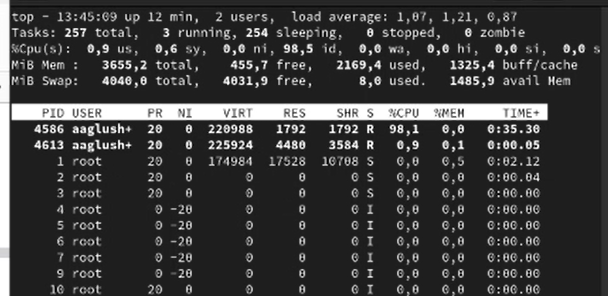 top - 13:45:09 up 12 min,  2 users,  load average: 1,07, 1,21, 0,87
Tasks: 257 total,   3 running, 254 sleeping,   0 stopped,   0 zombie
%Cpu(s):  0,9 us,  0,6 sy,  0,0 ni, 98,5 id,  0,0 wa,  0,0 hi,  0,0 si,  0,0 s
MiB Mem :   3655,2 total,    455,7 free,   2169,4 used,   1325,4 buff/cache
MiB Swap:   4040,0 total,   4031,9 free,      8,0 used.   1485,9 avail Mem
PID USER      PR  NI    VIRT    RES    SHR S  %CPU  %MEM     TIME+
4586 aaglush+  20   0  220988   1792   1792 R  98,1   0,0   0:35.30
4613 aaglush+  20   0  225924   4480   3584 R   0,9   0,1   0:00.05
1 root      20   0  174984  17528  10708 S   0,0   0,5   0:02.12
2 root      20   0       0      0      0 S   0,0   0,0   0:00.04
3 root      20   0       0      0      0 S   0,0   0,0   0:00.00
4 root       0 -20       0      0      0 I   0,0   0,0   0:00.00
5 root       0 -20       0      0      0 I   0,0   0,0   0:00.00
6 root       0 -20       0      0      0 I   0,0   0,0   0:00.00
7 root       0 -20       0      0      0 I   0,0   0,0   0:00.00
9 root       0 -20       0      0      0 I   0,0   0,0   0:00.00
10 root      20   0       0      0      0 I   0,0   0,0   0:00.00